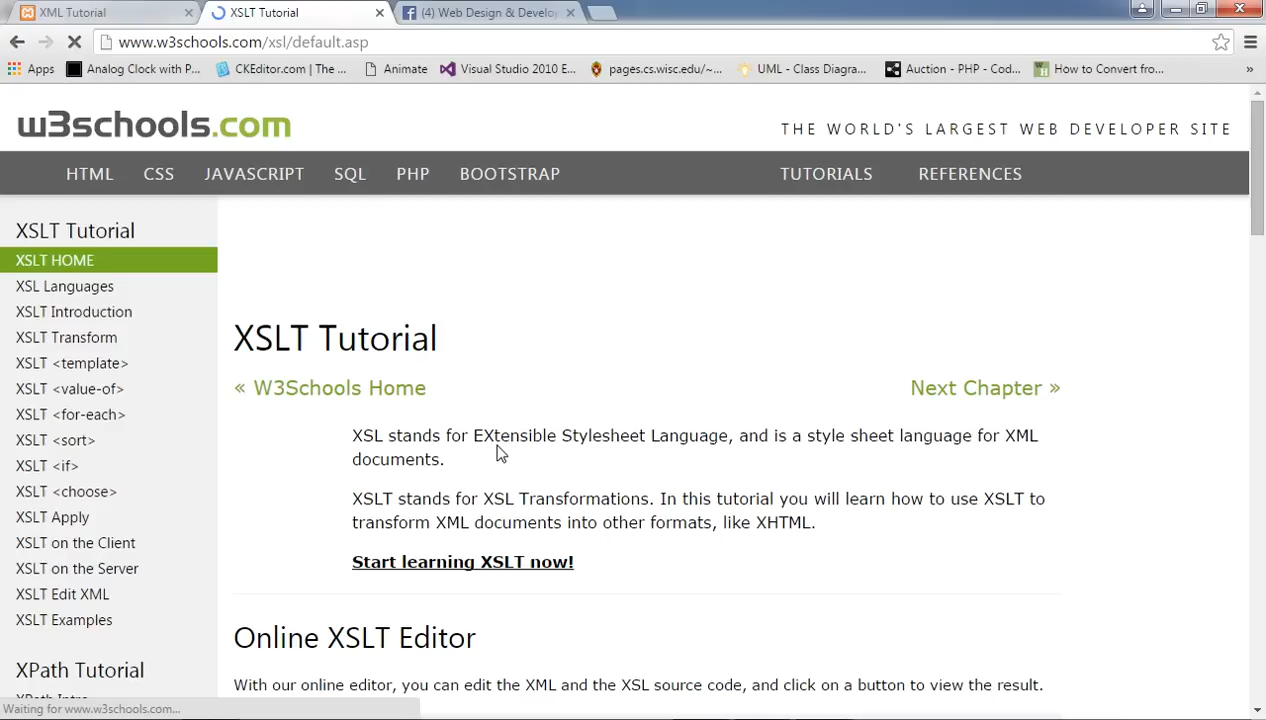 XML Tutorial
XSLT Tutorial
(4) Web Design & Develo
www.w3schools.com/xsl/default.asp
Apps
Analog Clock with P...
CKEditor.com | The ...
Animate
Visual Studio 2010 E...
pages.cs.wisc.edu/~...
UML - Class Diagra...
Auction - PHP - Cod...
How to Convert fro...
»
w3schools.com
THE WORLD'S LARGEST WEB DEVELOPER SITE
HTML CSS JAVASCRIPT SQL PHP BOOTSTRAP TUTORIALS REFERENCES
XSLT Tutorial
XSLT HOME
XSL Languages
XSLT Introduction
XSLT Transform
XSLT <template>
XSLT <value-of>
XSLT <for-each>
XSLT <sort>
XSLT <if>
XSLT <choose>
XSLT Apply
XSLT on the Client
XSLT on the Server
XSLT Edit XML
XSLT Examples
XPath Tutorial
XPath Intro
XSLT Tutorial
« W3Schools Home
Next Chapter »
XSL stands for EXtensible Stylesheet Language, and is a style sheet language for XML
documents.
XSLT stands for XSL Transformations. In this tutorial you will learn how to use XSLT to
transform XML documents into other formats, like XHTML.
Start learning XSLT now!
Online XSLT Editor
With our online editor, you can edit the XML and the XSL source code, and click on a button to view the result.
Waiting for www.w3schools.com...